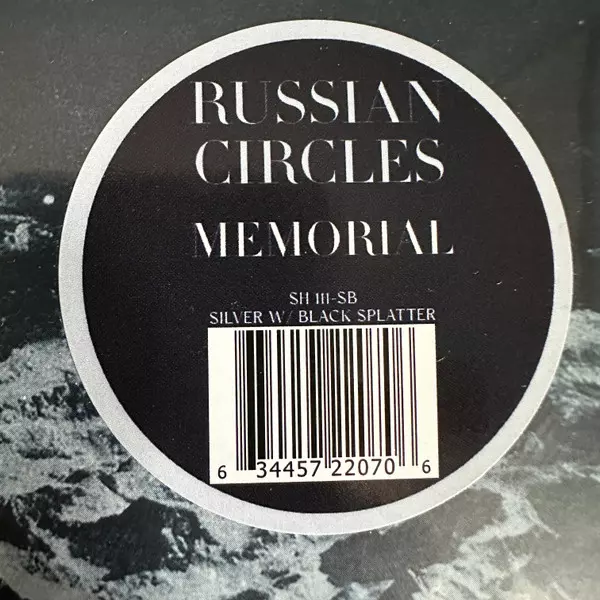 RUSSIAN
CIRCLES
MEMORIAL
SH 111-SB
SILVER W/ BLACK SPLATTER
6 34457 22070 6